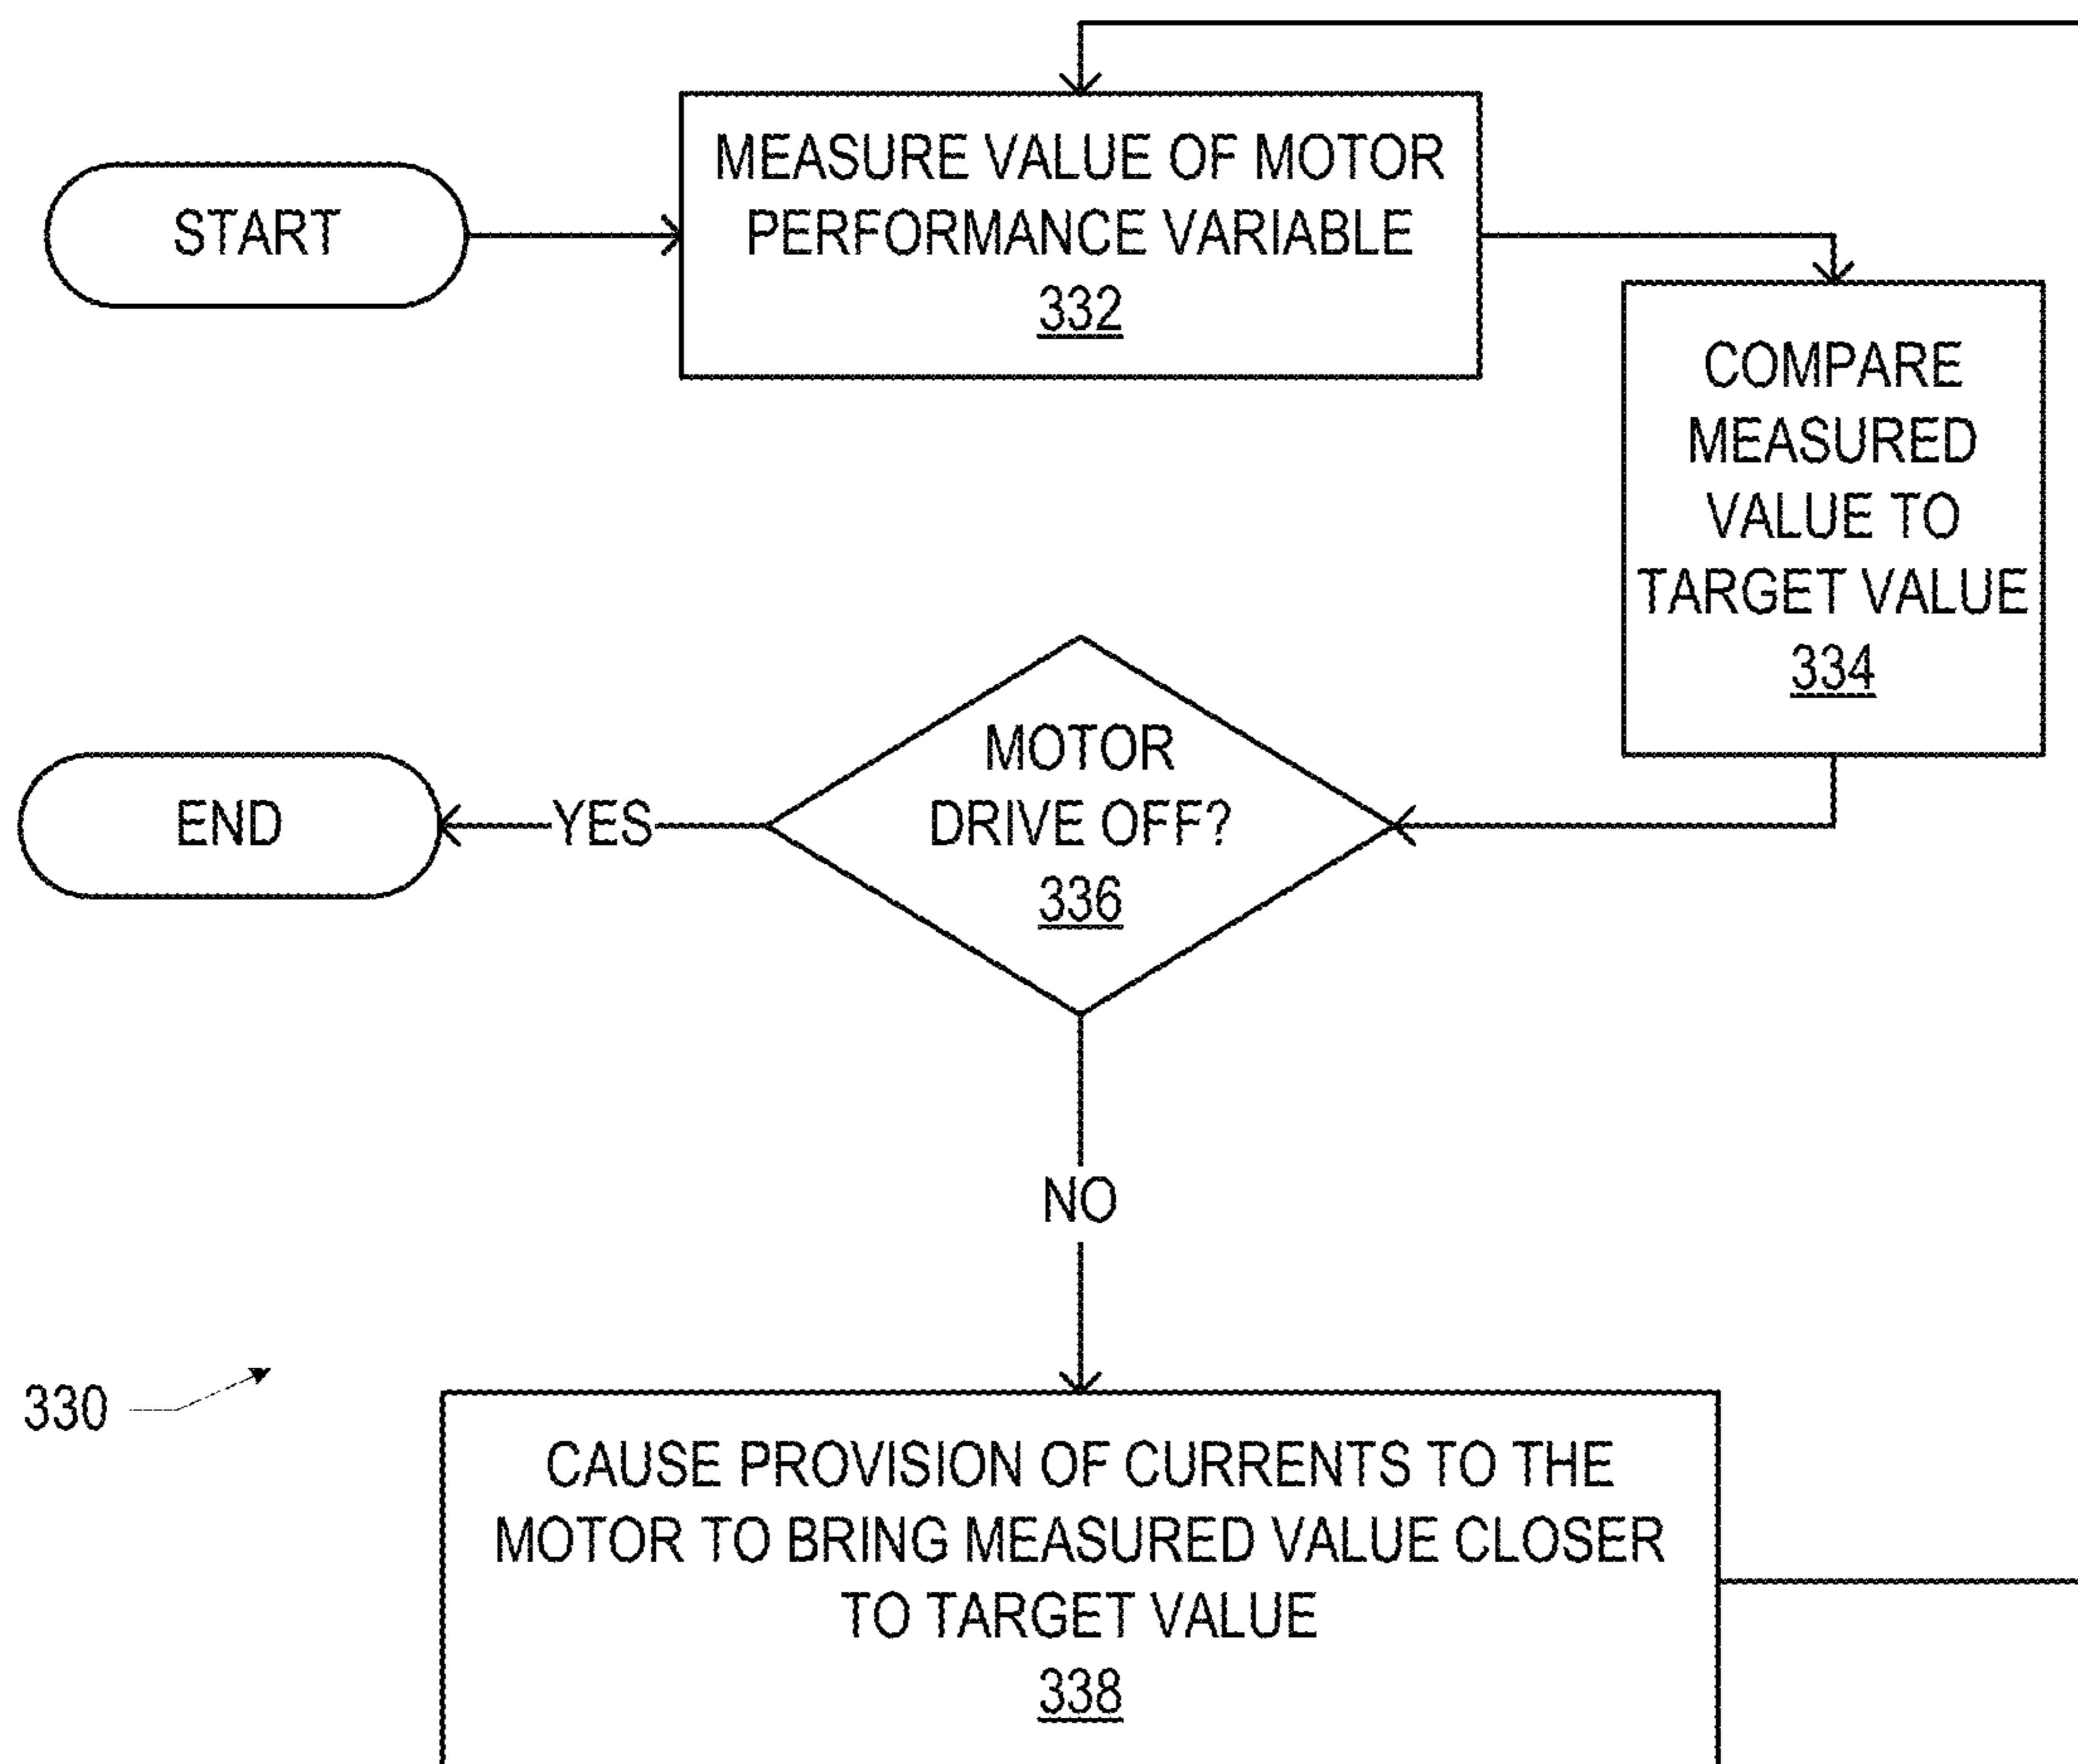 START
MEASURE VALUE OF MOTOR
PERFORMANCE VARIABLE
332
COMPARE
MEASURED
VALUE TO
TARGET VALUE
334
MOTOR
DRIVE OFF?
336
YES
END
NO
330
CAUSE PROVISION OF CURRENTS TO THE
MOTOR TO BRING MEASURED VALUE CLOSER
TO TARGET VALUE
338